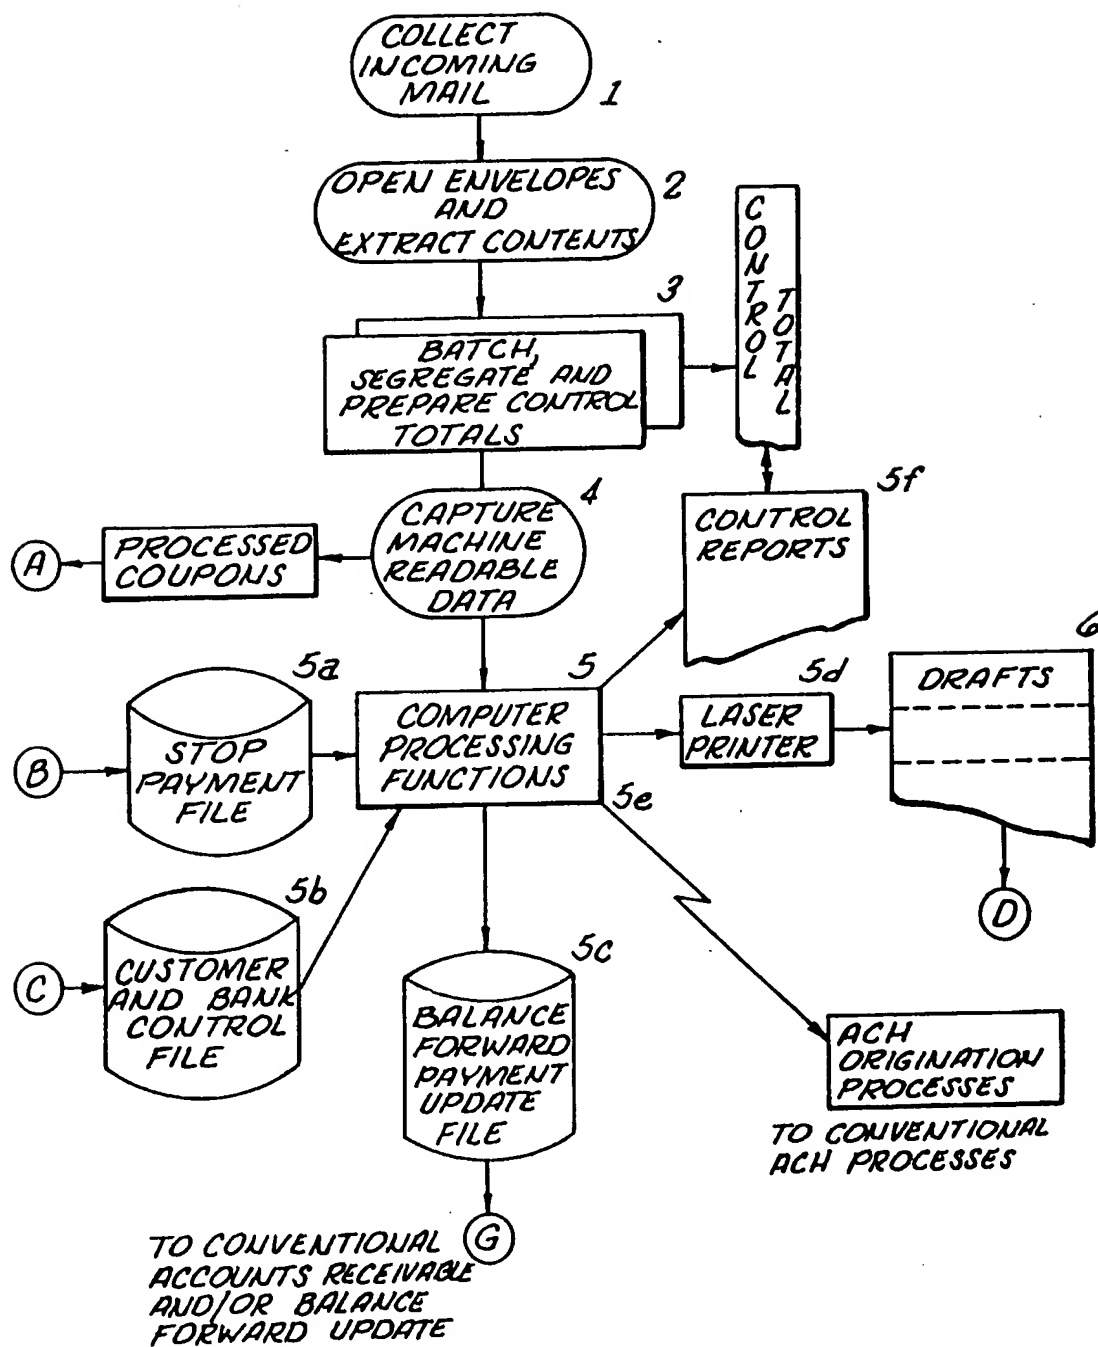 COLLECT
INCOMING
MAIL
1
OPEN ENVELOPES
AND
EXTRACT CONTENTS
2
BATCH,
SEGREGATE AND
PREPARE CONTROL
TOTALS
3
CONTROL
TOTAL
CAPTURE
MACHINE
READABLE
DATA
4
PROCESSED
COUPONS
A
CONTROL
REPORTS
5f
STOP
PAYMENT
FILE
5a
B
COMPUTER
PROCESSING
FUNCTIONS
5
LASER
PRINTER
5d
DRAFTS
6
D
5e
CUSTOMER
AND BANK
CONTROL
FILE
5b
C
BALANCE
FORWARD
PAYMENT
UPDATE
FILE
5c
ACH
ORIGINATION
PROCESSES
TO CONVENTIONAL
ACH PROCESSES
G
TO CONVENTIONAL
ACCOUNTS RECEIVABLE
AND/OR BALANCE
FORWARD UPDATE